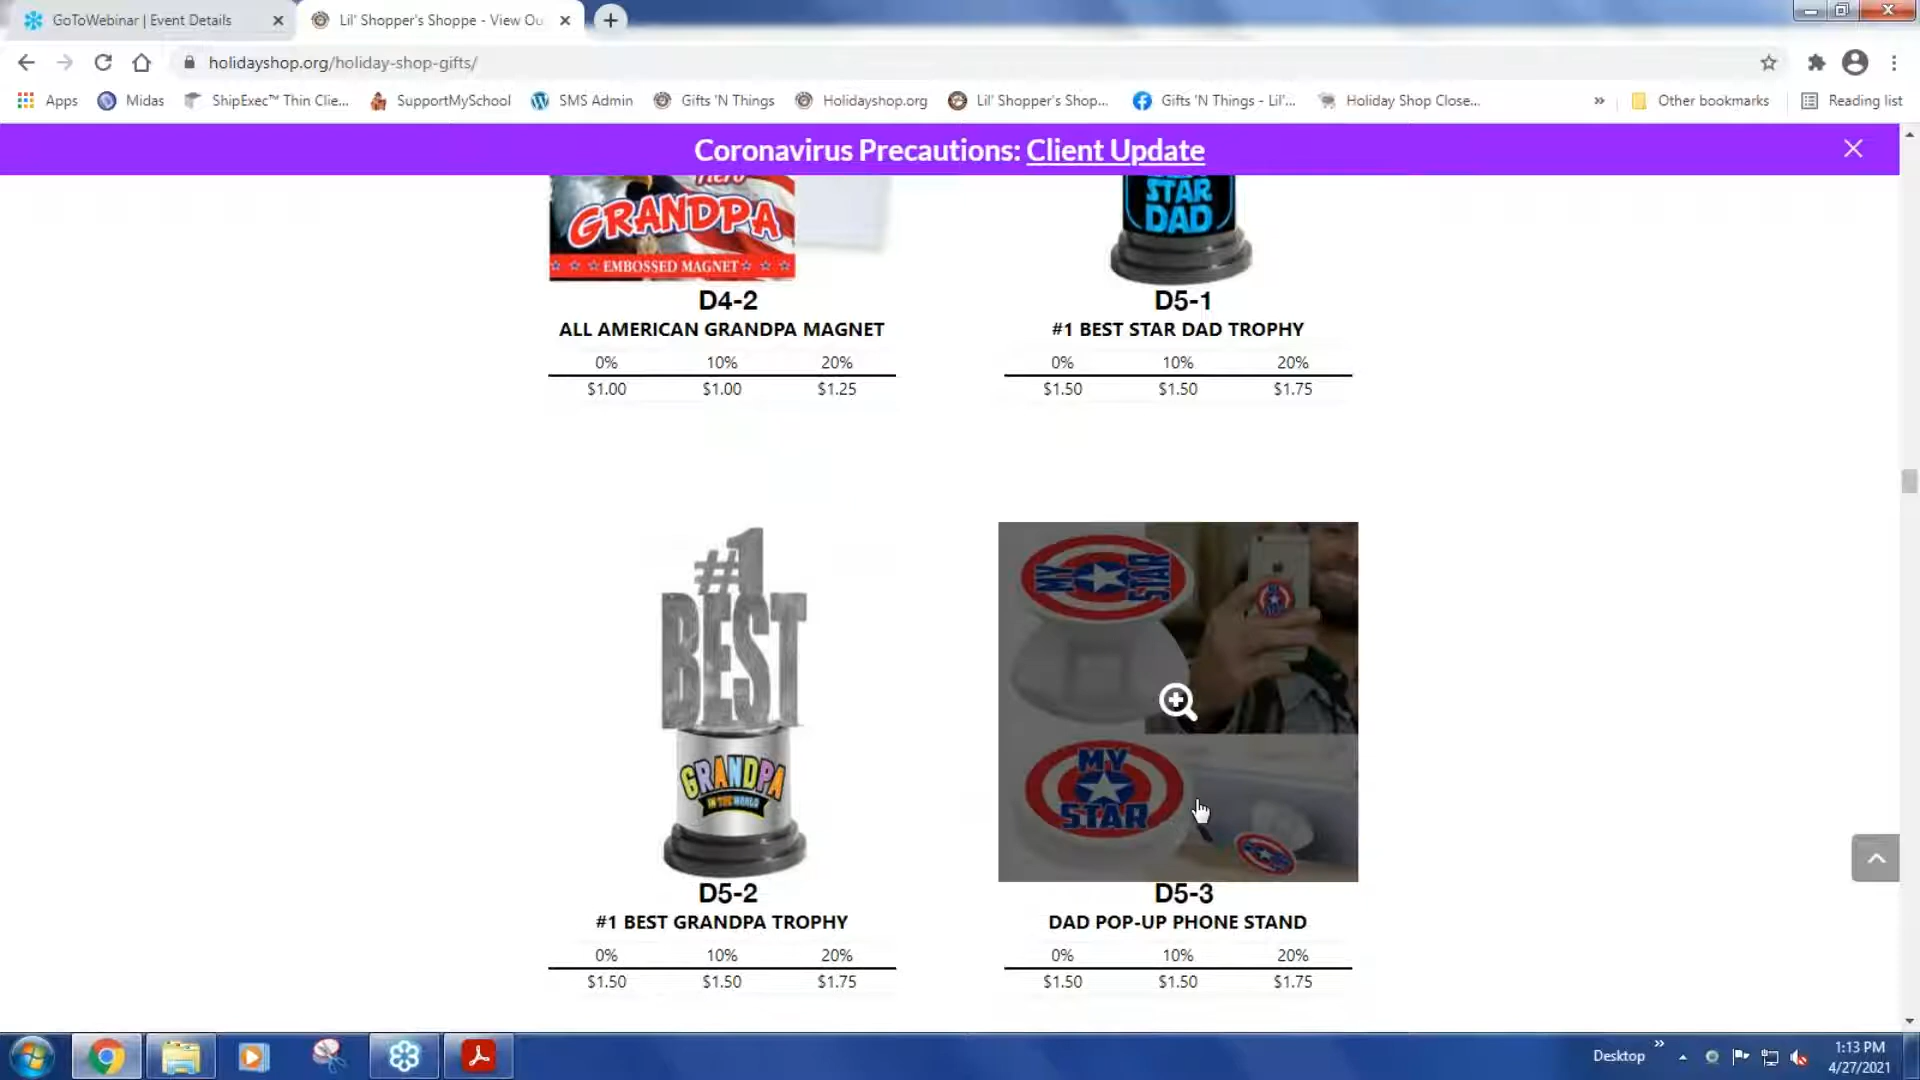 GoToWebinar | Event Details
Lil' Shopper's Shoppe - View Ou
holidayshop.org/holiday-shop-gifts/
Apps Midas ShipExec™ Thin Clie... SupportMySchool SMS Admin Gifts 'N Things Holidayshop.org Lil' Shopper's Shop... Gifts 'N Things - Lil'... Holiday Shop Close... » Other bookmarks Reading list
Coronavirus Precautions: Client Update
Hero
GRANDPA
EMBOSSED MAGNET
STAR
DAD
D4-2
ALL AMERICAN GRANDPA MAGNET
0% 10% 20%
$1.00 $1.00 $1.25
D5-1
#1 BEST STAR DAD TROPHY
0% 10% 20%
$1.50 $1.50 $1.75
#1
BEST
GRANDPA
IN THE WORLD
D5-2
#1 BEST GRANDPA TROPHY
0% 10% 20%
$1.50 $1.50 $1.75
MY STAR
MY
STAR
D5-3
DAD POP-UP PHONE STAND
0% 10% 20%
$1.50 $1.50 $1.75
Desktop »
1:13 PM
4/27/2021